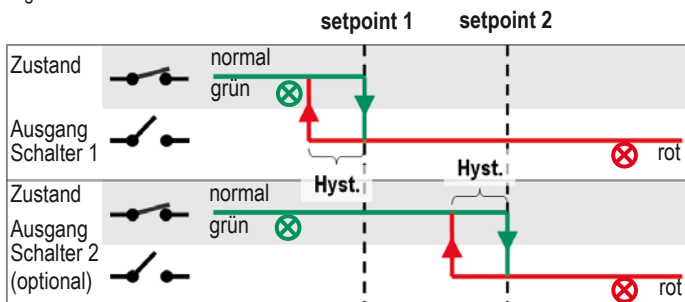 setpoint 1 setpoint 2
Zustand
normal
grün
Ausgang
Schalter 1
rot
Hyst.
Hyst.
Zustand
normal
grün
Ausgang
Schalter 2
(optional)
rot